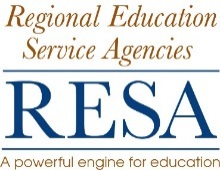 Regional Education
Service Agencies
RESA
A powerful engine for education